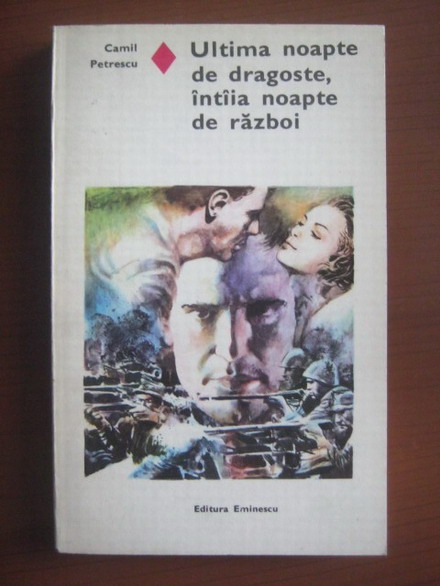 Camil
Petrescu
Ultima noapte
de dragoste,
întîia noapte
de război
Editura Eminescu